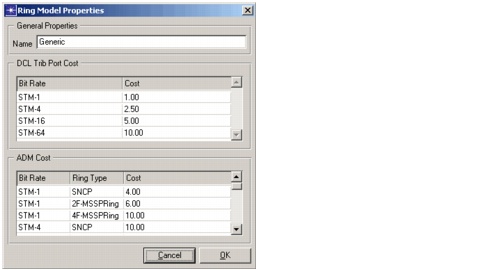 Ring Model Properties
General Properties
Name Generic
DCL Trib Port Cost
Bit Rate Cost
STM-1 1.00
STM-4 2.50
STM-16 5.00
STM-64 10.00
ADM Cost
Bit Rate Ring Type Cost
STM-1 SNCP 4.00
STM-1 2F-MSSPRing 6.00
STM-1 4F-MSSPRing 10.00
STM-4 SNCP 10.00
Cancel OK